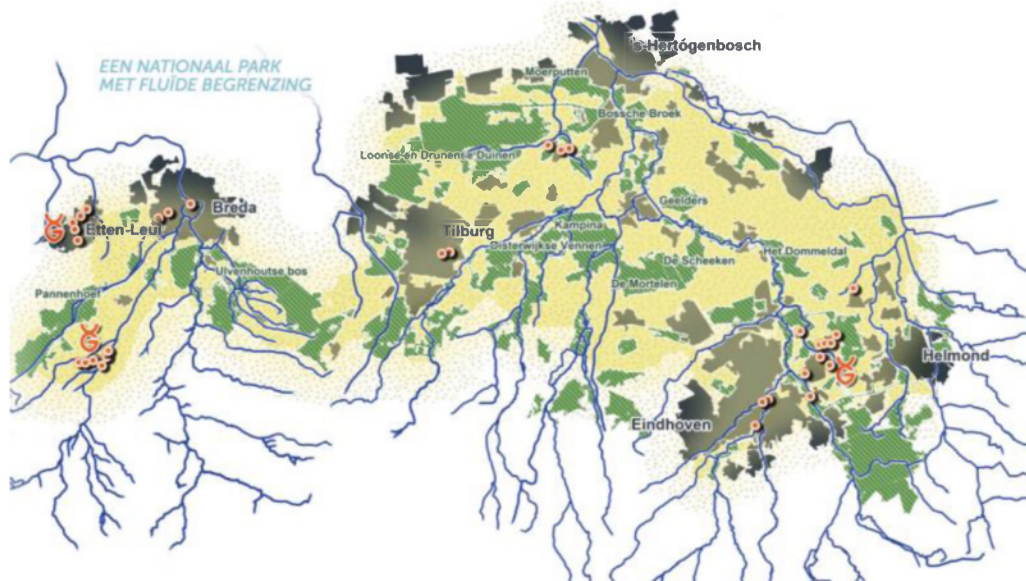 EEN NATIONAAL PARK
MET FLUÏDE BEGRENZING
's-Hertógenbosch
Moerputten
Bossche Broek
Loonse en Drunense Duinen
Breda
Etten-Leur
Tilburg
Geelders
Kampina
Oisterwijkse Vennen
Het Dommeldal
De Scheeken
De Mortelen
Ulvenhoutse bos
Pannenhoef
Helmond
Eindhoven
G
G
G